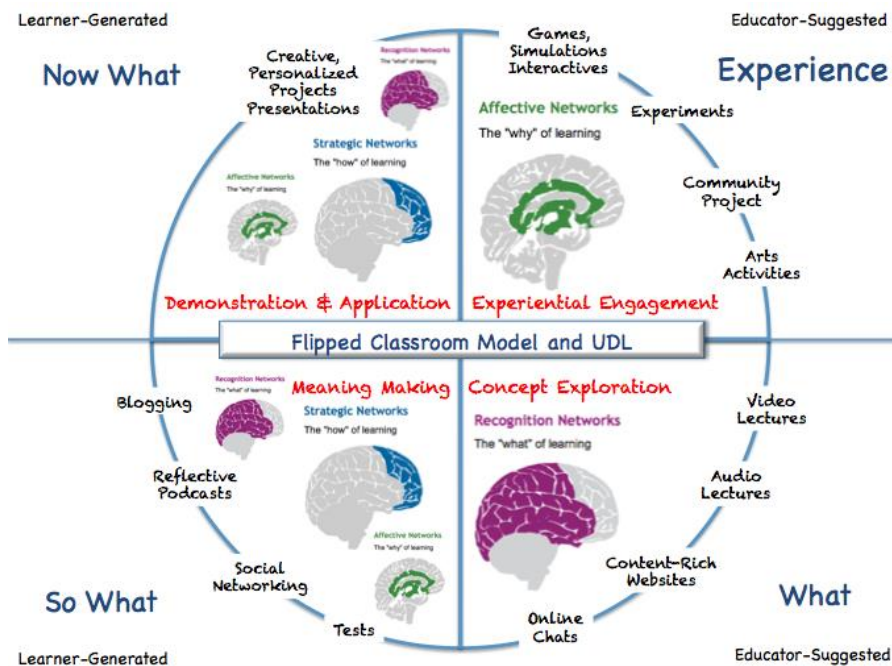 Learner-Generated
Educator-Suggested
Now What
Experience
Creative,
Personalized
Projects
Presentations
Recognition Networks
The "what" of learning
Strategic Networks
The "how" of learning
Affective Networks
The "why" of learning
Demonstration & Application
Games,
Simulations
Interactives
Affective Networks
The "why" of learning
Experiments
Community
Project
Arts
Activities
Experiential Engagement
Flipped Classroom Model and UDL
Meaning Making
Recognition Networks
The "what" of learning
Strategic Networks
The "how" of learning
Affective Networks
The "why" of learning
Blogging
Reflective
Podcasts
Social
Networking
Tests
Concept Exploration
Recognition Networks
The "what" of learning
Video
Lectures
Audio
Lectures
Content-Rich
Websites
Online
Chats
So What
What
Learner-Generated
Educator-Suggested